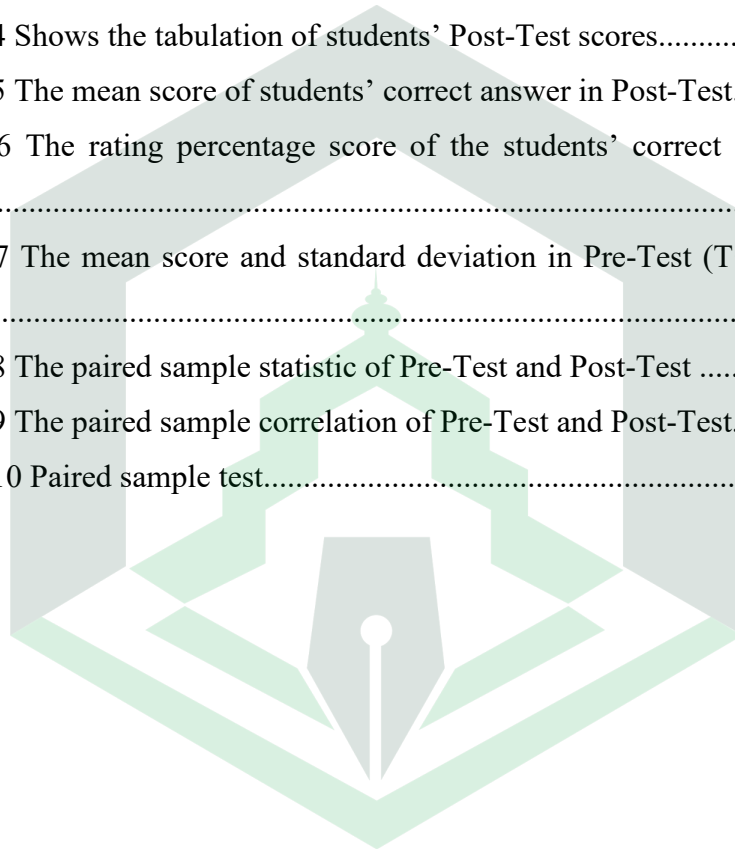 4 Shows the tabulation of students’ Post-Test scores..........
5 The mean score of students’ correct answer in Post-Test.
6 The rating percentage score of the students’ correct
........................................................................................................
7 The mean score and standard deviation in Pre-Test (T
........................................................................................................
8 The paired sample statistic of Pre-Test and Post-Test .....
9 The paired sample correlation of Pre-Test and Post-Test.
10 Paired sample test...................................................................